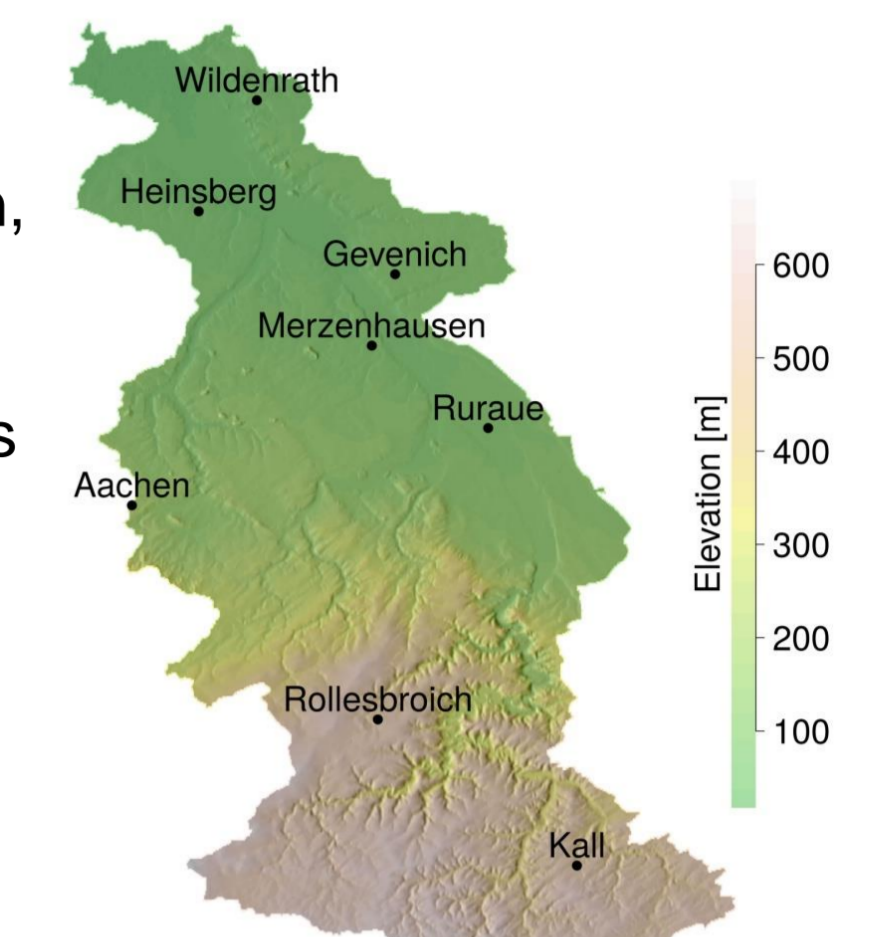 Wildenrath
Heinsberg
Gevenich
Merzenhausen
Ruraue
Aachen
Rollesbroich
Kall
Elevation [m]
600
500
400
300
200
100
,
s